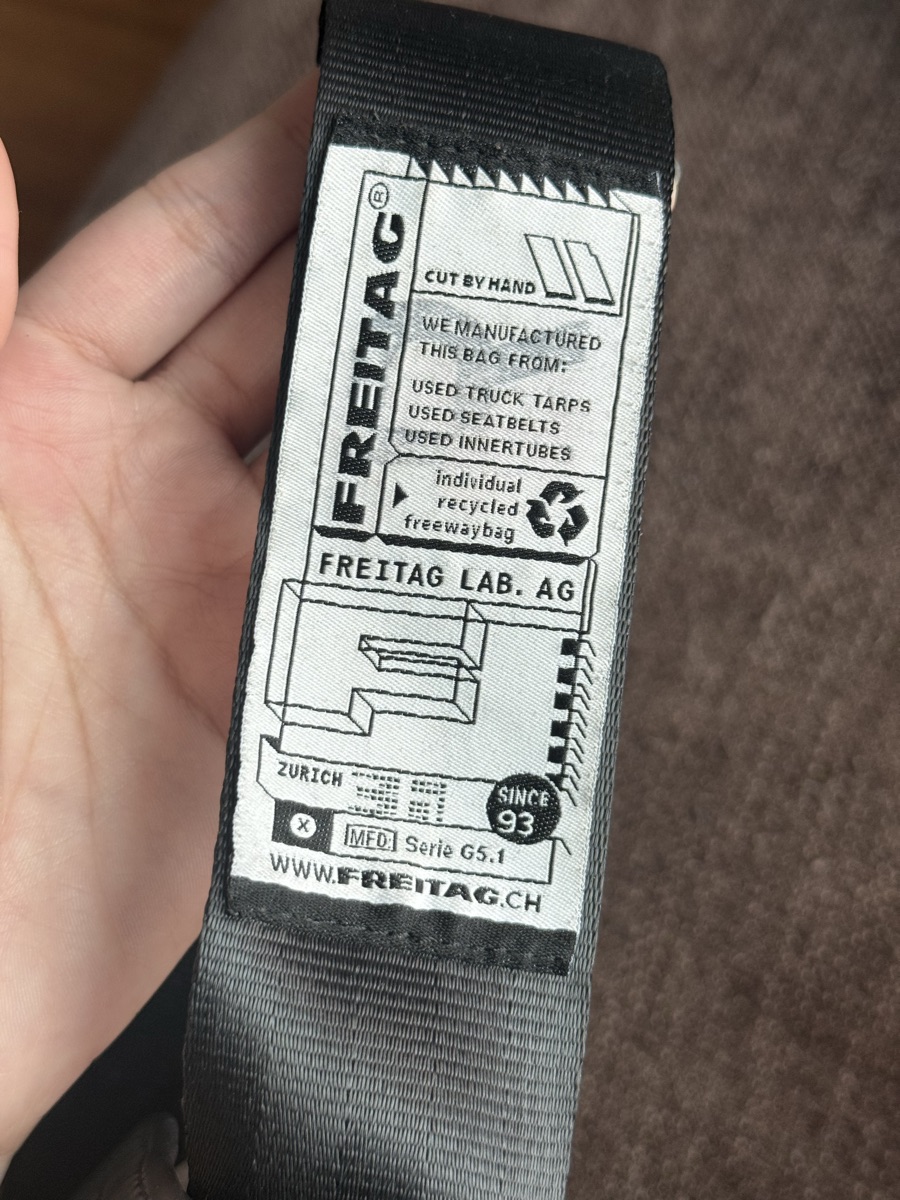 FREITAG®
CUT BY HAND
WE MANUFACTURED
THIS BAG FROM:
USED TRUCK TARPS
USED SEATBELTS
USED INNERTUBES
individual
recycled
freewaybag
FREITAG LAB. AG
ZURICH
SINCE
93
X
MFD: Serie G5.1
WWW.FREITAG.CH